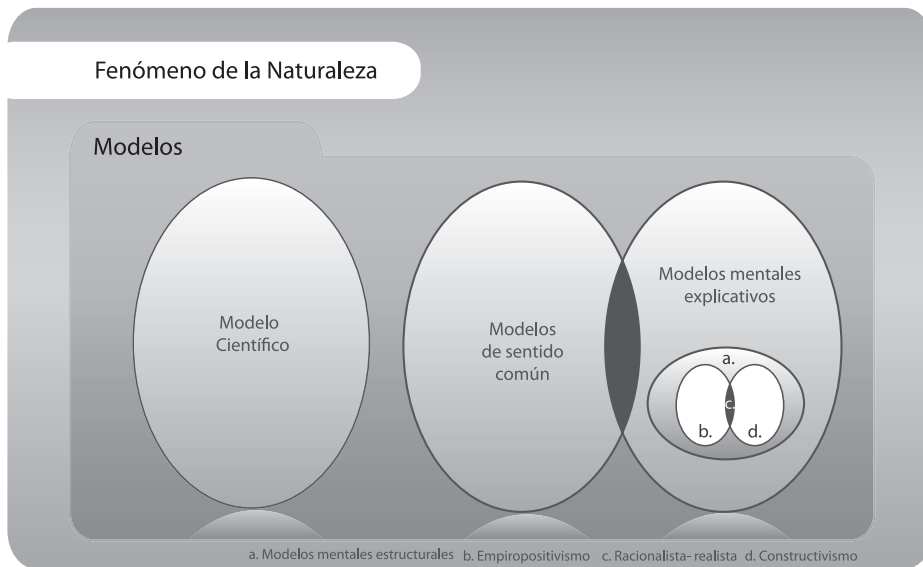 Fenómeno de la Naturaleza
Modelos
Modelo
Científico
Modelos
de sentido
común
Modelos mentales
explicativos
a.
b.
c.
d.
a. Modelos mentales estructurales b. Empiropositivismo c. Racionalista- realista d. Constructivismo